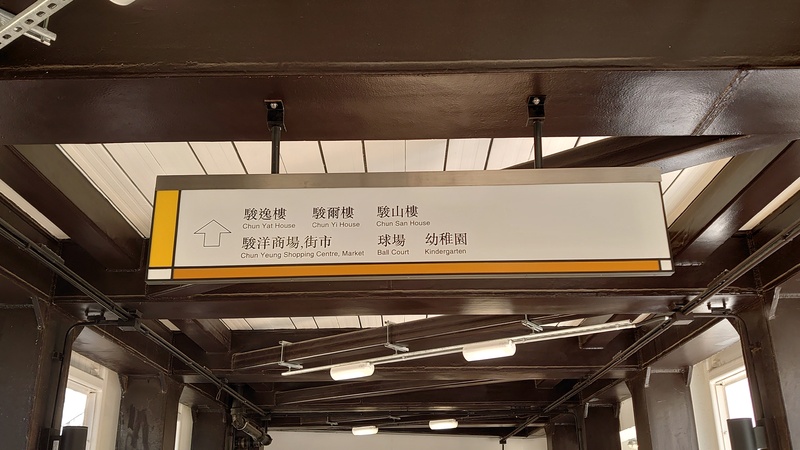 駿逸樓 駿爾樓 駿山樓
Chun Yat House Chun Yi House Chun San House
駿洋商場,街市 球場 幼稚園
Chun Yeung Shopping Centre, Market Ball Court Kindergarten